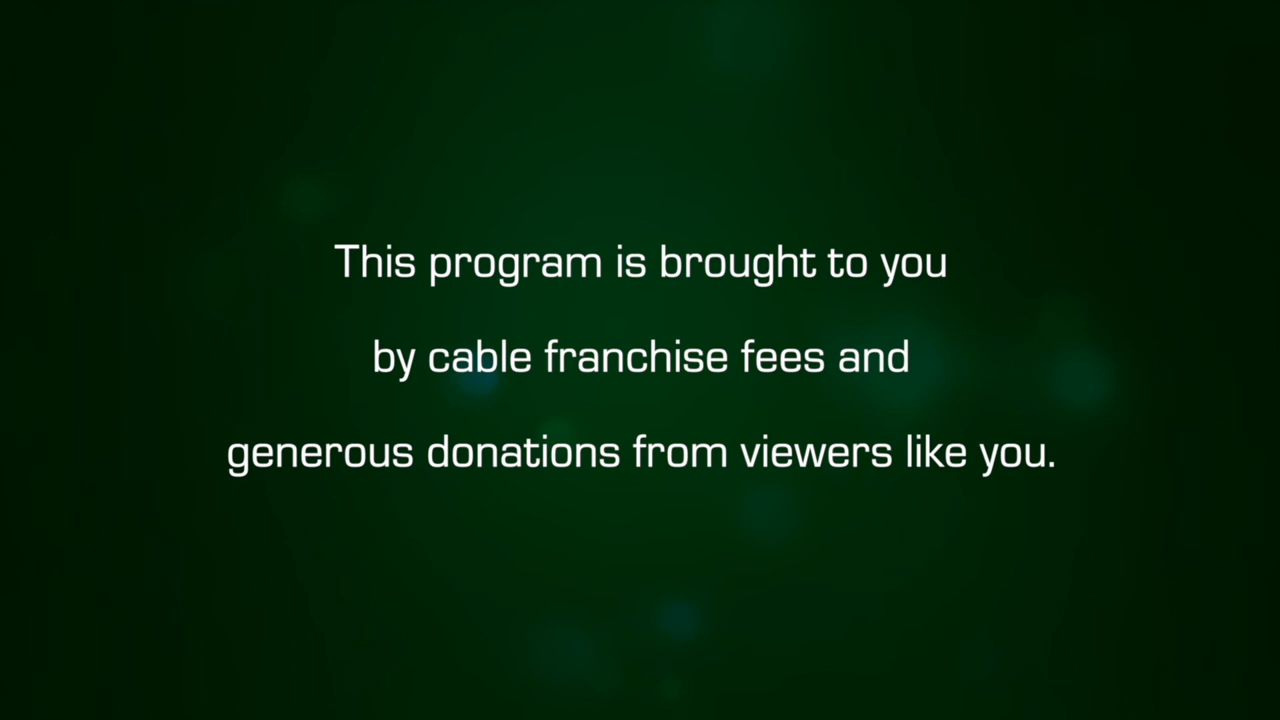 This program is brought to you
by cable franchise fees and
generous donations from viewers like you.